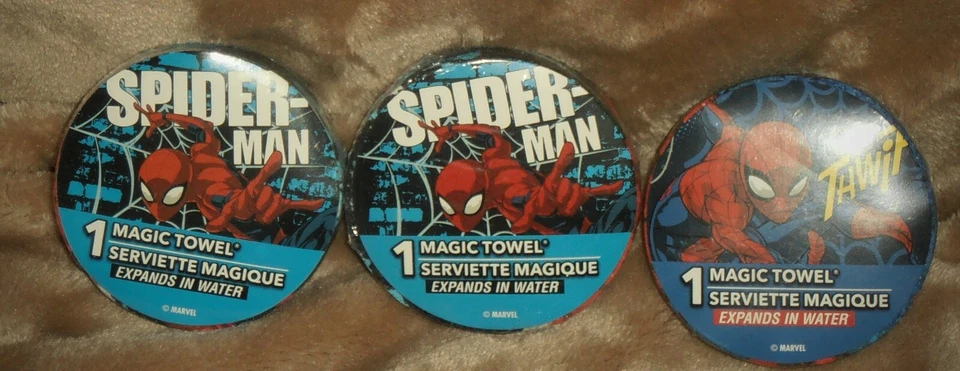 SPIDER-
MAN
1 MAGIC TOWEL®
SERVIETTE MAGIQUE
EXPANDS IN WATER
© MARVEL
SPIDER-
MAN
1 MAGIC TOWEL®
SERVIETTE MAGIQUE
EXPANDS IN WATER
© MARVEL
THWIT
1 MAGIC TOWEL®
SERVIETTE MAGIQUE
EXPANDS IN WATER
© MARVEL